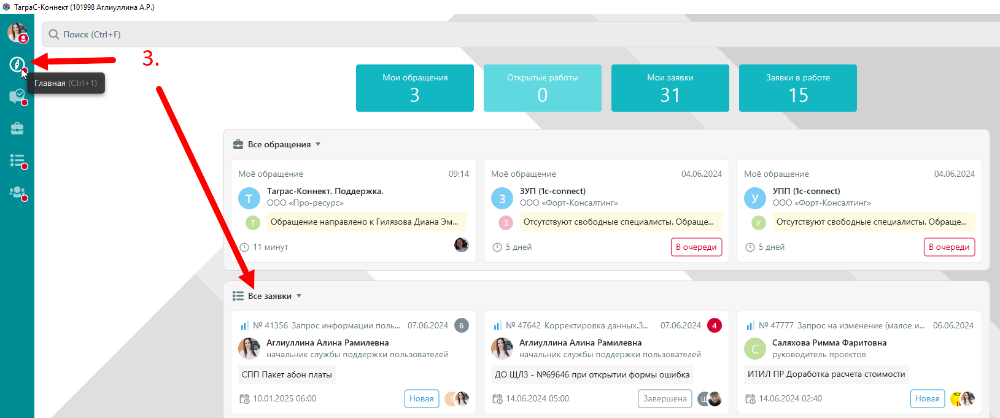 ТаграС-Коннект (101998 Аглиуллина А.Р.)
Поиск (Ctrl+F)
3.
Главная (Ctrl+1)
Мои обращения
3
Открытые работы
0
Мои заявки
31
Заявки в работе
15
Все обращения
Моё обращение 09:14
Т
Таграс-Коннект. Поддержка.
ООО «Про-ресурс»
Т
Обращение направлено к Гилязова Диана Эм...
11 минут
Моё обращение 04.06.2024
З
ЗУП (1c-connect)
ООО «Форт-Консалтинг»
З
Отсутствуют свободные специалисты. Обраще...
5 дней В очереди
Моё обращение 04.06.2024
У
УПП (1c-connect)
ООО «Форт-Консалтинг»
У
Отсутствуют свободные специалисты. Обраще...
5 дней В очереди
Все заявки
№ 41356 Запрос информации поль... 07.06.2024 6
Аглиуллина Алина Рамилевна
начальник службы поддержки пользователей
СПП Пакет абон платы
10.01.2025 06:00 Новая Т
№ 47642 Корректировка данных.З... 07.06.2024 4
Аглиуллина Алина Рамилевна
начальник службы поддержки пользователей
ДО ЩЛЗ - №69646 при открытии формы ошибка
14.06.2024 05:00 Завершена Щ
№ 47777 Запрос на изменение (малое и... 06.06.2024
С
Саляхова Римма Фаритовна
руководитель проектов
ИТИЛ ПР Доработка расчета стоимости
14.06.2024 02:40 Новая